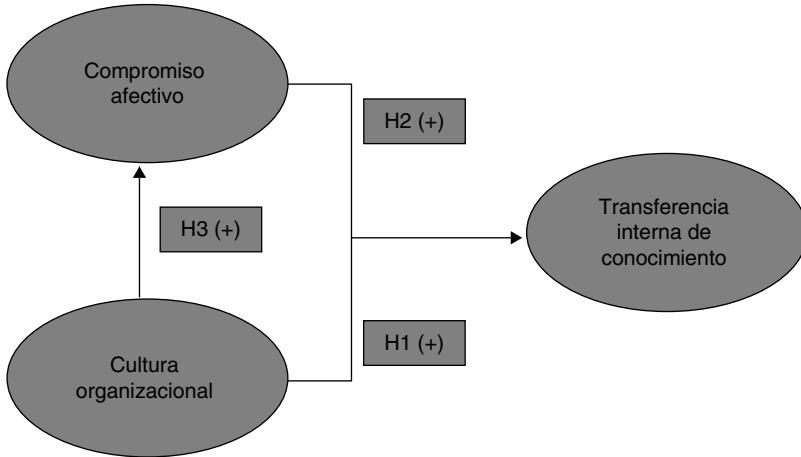 Compromiso
afectivo
H2 (+)
H3 (+)
Transferencia
interna de
conocimiento
H1 (+)
Cultura
organizacional